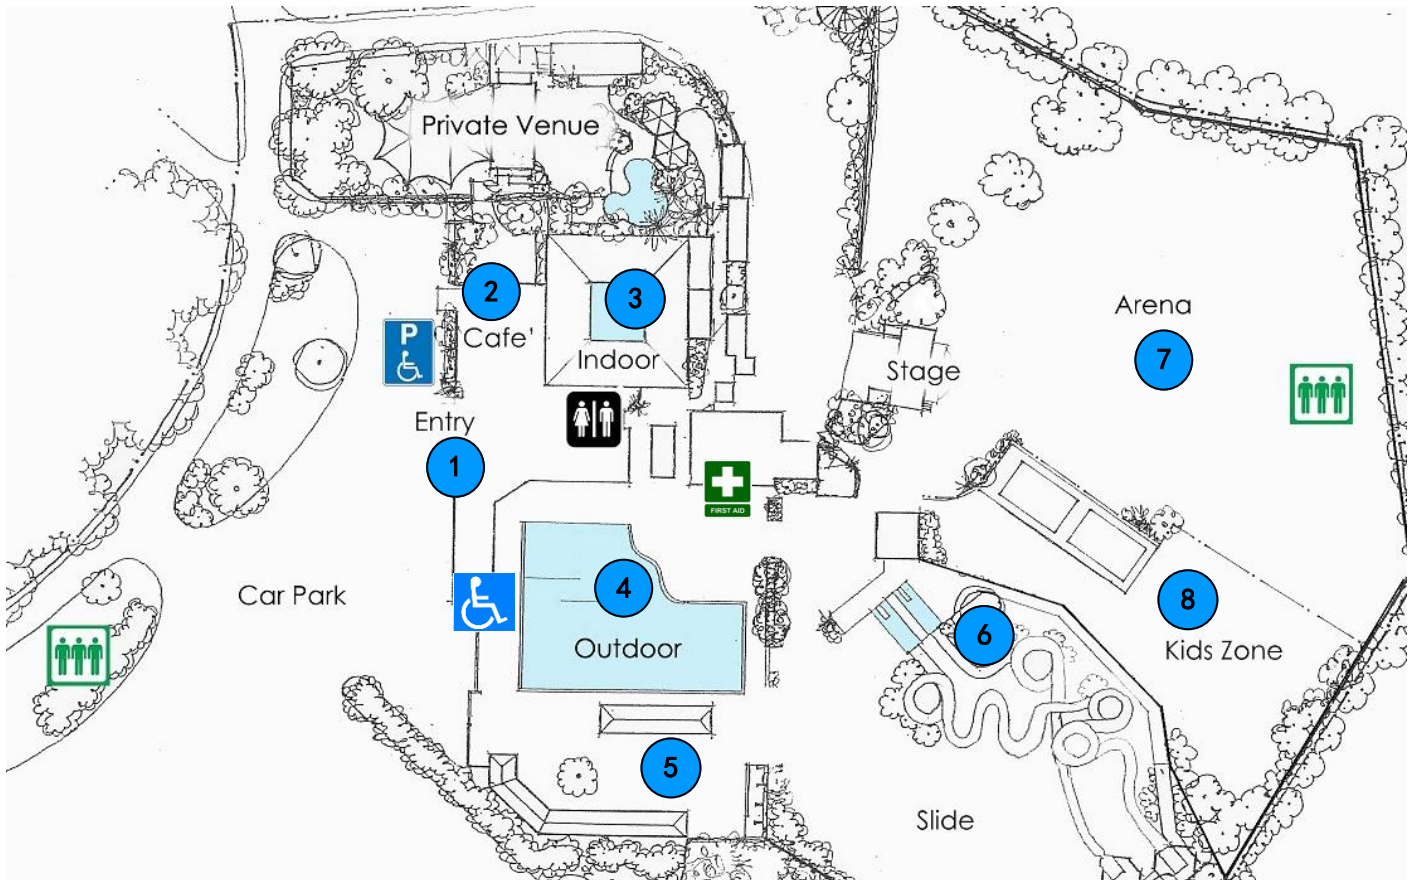 Private Venue
2
3
Cafe'
Indoor
P
Arena
7
Stage
Entry
1
FIRST AID
Car Park
4
Outdoor
6
8
Kids Zone
5
Slide